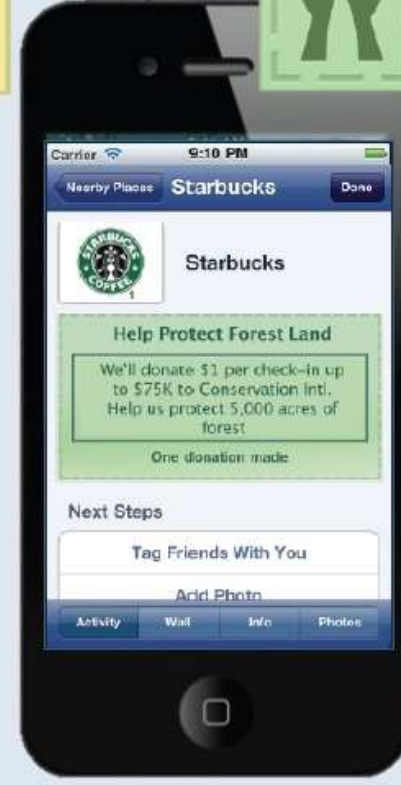 Carrier 9:10 PM
Nearby Places Starbucks Done
STARBUCKS
COFFEE
Starbucks
Help Protect Forest Land
We'll donate $1 per check-in up
to $75K to Conservation Intl.
Help us protect 5,000 acres of
forest
One donation made
Next Steps
Tag Friends With You
Add Photo
Activity Wall Info Photos